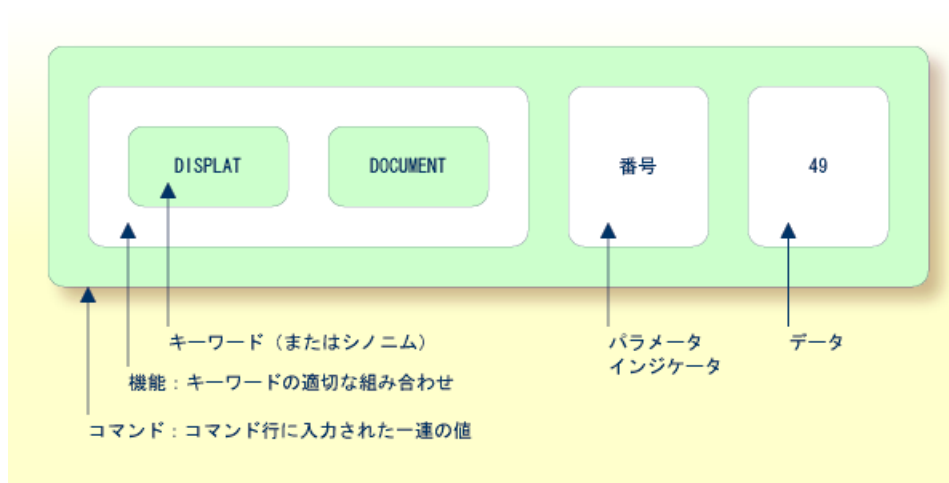 DISPLAT
DOCUMENT
番号
49
キーワード（またはシノニム）
パラメータ
インジケータ
データ
機能：キーワードの適切な組み合わせ
コマンド：コマンド行に入力された一連の値